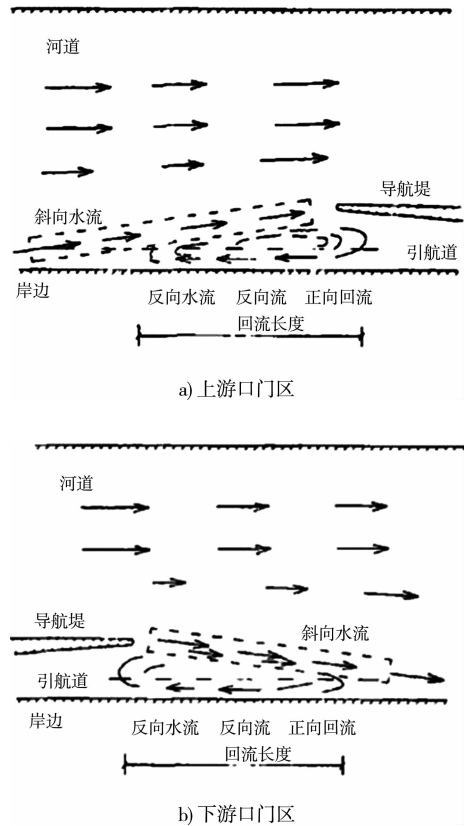 河道
导航堤
斜向水流
引航道
岸边
反向水流 反向流 正向回流
回流长度
a) 上游口门区
河道
导航堤
斜向水流
引航道
岸边
反向水流 反向流 正向回流
回流长度
b) 下游口门区